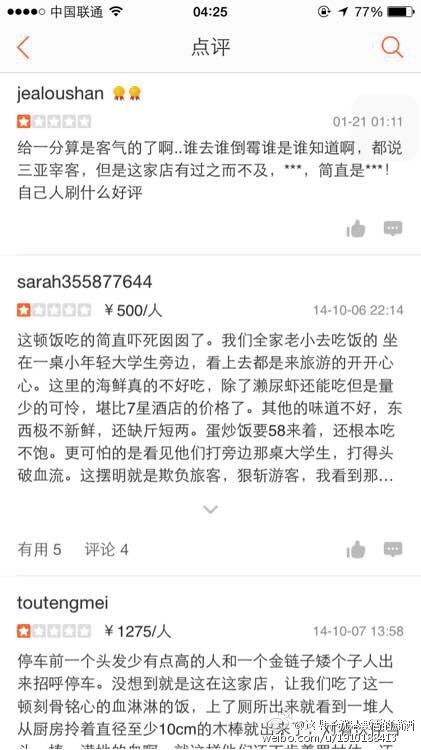 中国联通 04:25 77%
点评
jealoushan
01-21 01:11
给一分算是客气的了啊..谁去谁倒霉谁是谁知道啊，都说
三亚宰客，但是这家店有过之而不及，***，简直是***！
自己人刷什么好评
sarah355877644
￥500/人 14-10-06 22:14
这顿饭吃的简直吓死囡囡了。我们全家老小去吃饭的 坐
在一桌小年轻大学生旁边，看上去都是来旅游的开开心
心。这里的海鲜真的不好吃，除了濑尿虾还能吃但是量
少的可怜，堪比7星酒店的价格了。其他的味道不好，东
西极不新鲜，还缺斤短两。蛋炒饭要58来着，还根本吃
不饱。更可怕的是看见他们打旁边那桌大学生，打得头
破血流。这摆明就是欺负旅客，狠斩游客，我看到那...
有用 5 评论 4
toutengmei
￥1275/人 14-10-07 13:58
停车前一个头发少有点高的人和一个金链子矮个子人出
来招呼停车。没想到就是这在这家店，让我们吃了这一
顿刻骨铭心的血淋淋的饭，上了厕所出来就看到一堆人
从厨房拎着直径至少10cm的木棒就出来了，对着
weibo.com/u/1910138413